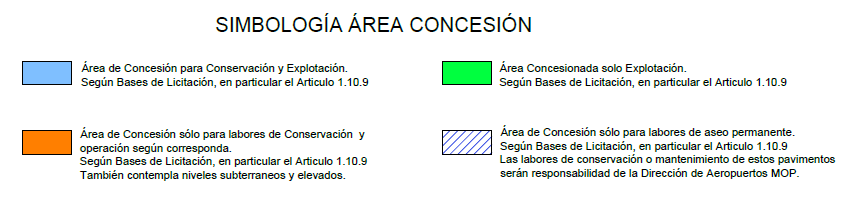 SIMBOLOGÍA ÁREA CONCESIÓN
Área de Concesión para Conservación y Explotación.
Según Bases de Licitación, en particular el Articulo 1.10.9
Área Concesionada solo Explotación.
Según Bases de Licitación, en particular el Articulo 1.10.9
Área de Concesión sólo para labores de Conservación y
operación según corresponda.
Según Bases de Licitación, en particular el Articulo 1.10.9
También contempla niveles subterraneos y elevados.
Área de Concesión sólo para labores de aseo permanente.
Según Bases de Licitación, en particular el Articulo 1.10.9
Las labores de conservación o mantenimiento de estos pavimentos
serán responsabilidad de la Dirección de Aeropuertos MOP.